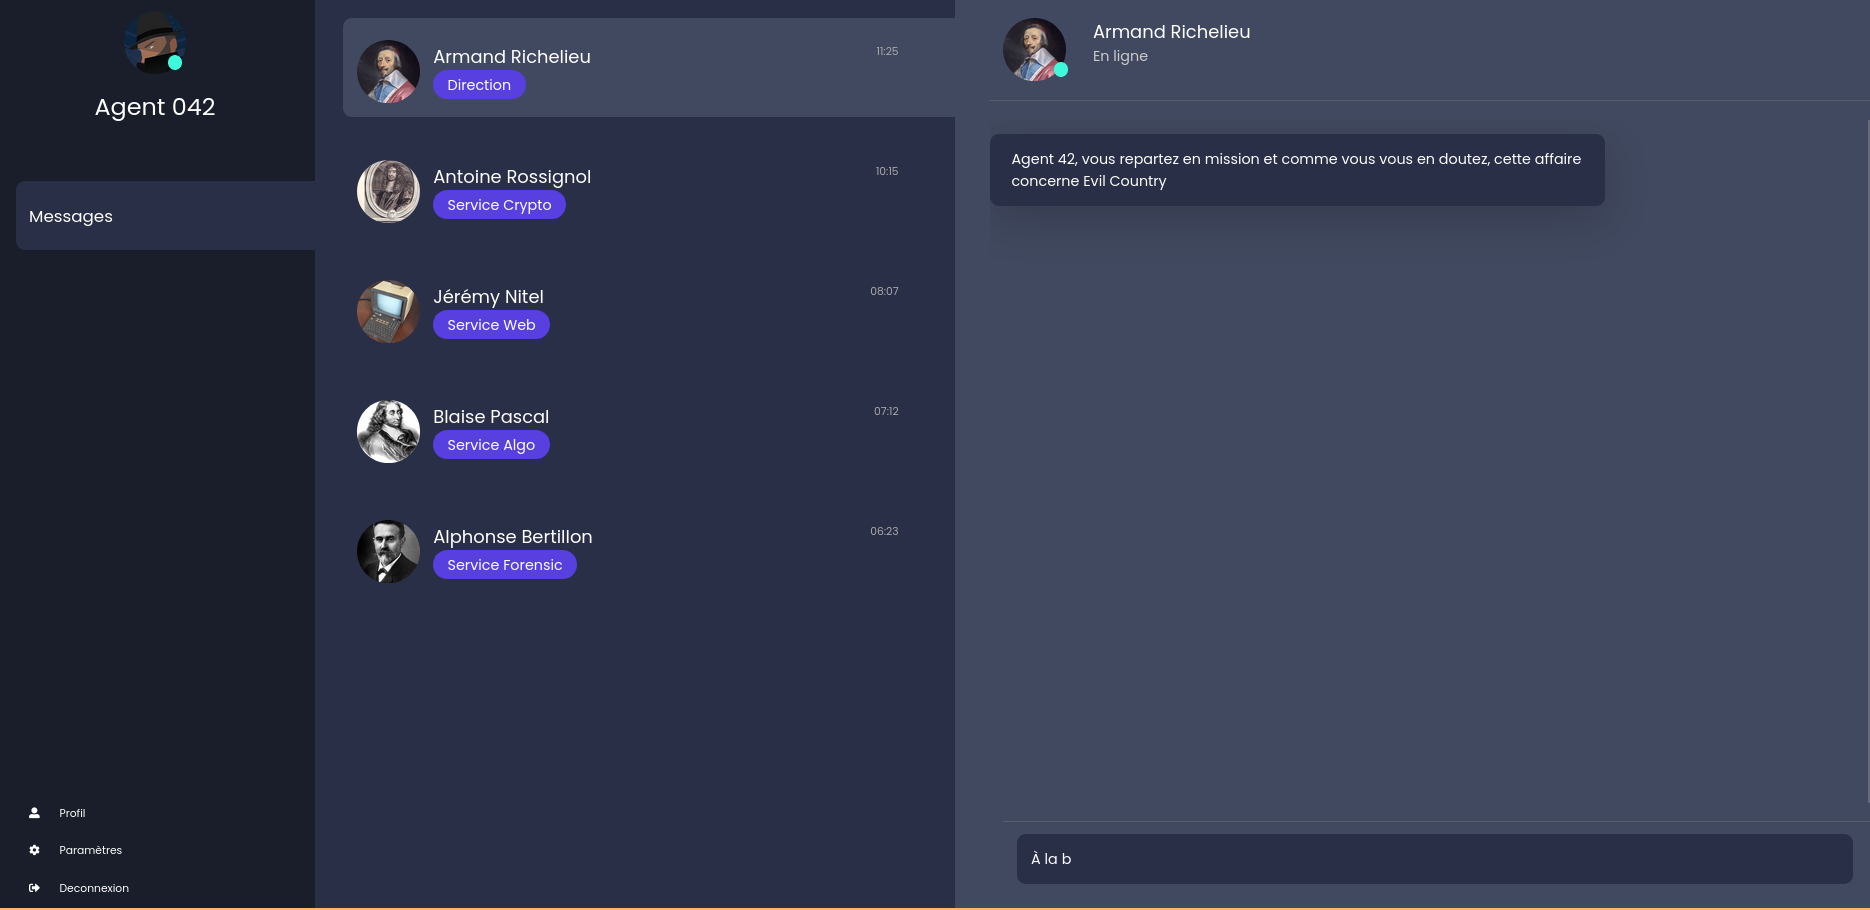 Agent 042
Messages
Profil
Paramètres
Deconnexion
Armand Richelieu
11:25
Direction
Antoine Rossignol
10:15
Service Crypto
Jérémy Nitel
08:07
Service Web
Blaise Pascal
07:12
Service Algo
Alphonse Bertillon
06:23
Service Forensic
Armand Richelieu
En ligne
Agent 42, vous repartez en mission et comme vous vous en doutez, cette affaire
concerne Evil Country
À la b